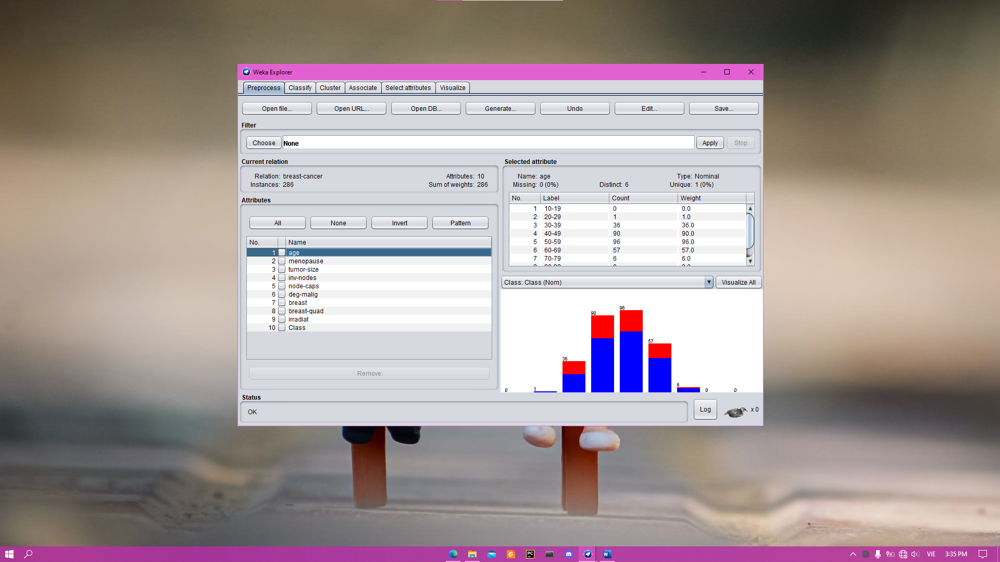 Weka Explorer
Preprocess Classify Cluster Associate Select attributes Visualize
Open file... Open URL... Open DB... Generate... Undo Edit... Save...
Filter
Choose None Apply Stop
Current relation
Relation: breast-cancer Attributes: 10
Instances: 286 Sum of weights: 286
Attributes
All None Invert Pattern
No. Name
1 age
2 menopause
3 tumor-size
4 inv-nodes
5 node-caps
6 deg-malig
7 breast
8 breast-quad
9 irradiat
10 Class
Remove
Selected attribute
Name: age Type: Nominal
Missing: 0 (0%) Distinct: 6 Unique: 1 (0%)
No. Label Count Weight
1 10-19 0 0.0
2 20-29 1 1.0
3 30-39 36 36.0
4 40-49 90 90.0
5 50-59 96 96.0
6 60-69 57 57.0
7 70-79 6 6.0
Class: Class (Nom) Visualize All
0 1 36 90 96 57 6 0 0
Status
OK
Log x 0
PC
W
VIE 3:35 PM